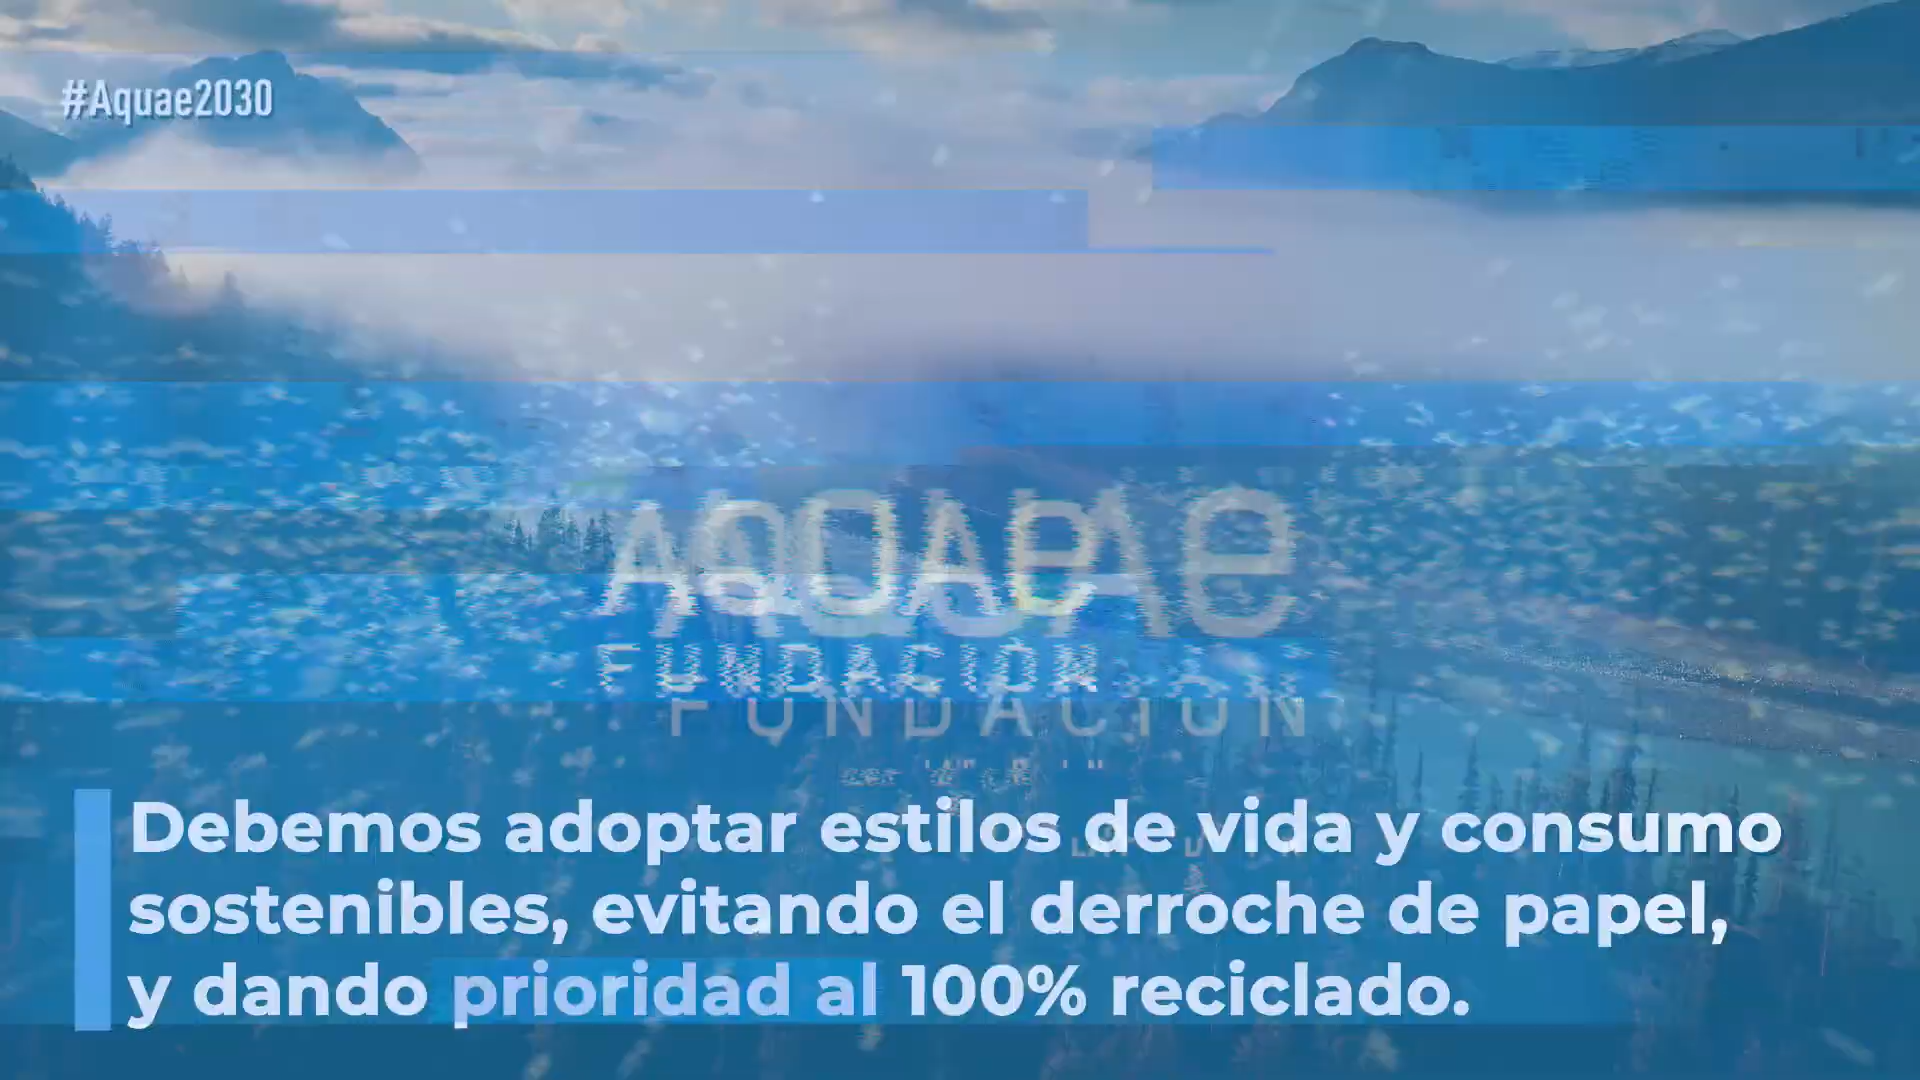 #Aquae2030
FUNDACIÓN
FUNDACIÓN
Debemos adoptar estilos de vida y consumo
sostenibles, evitando el derroche de papel,
y dando prioridad al 100% reciclado.